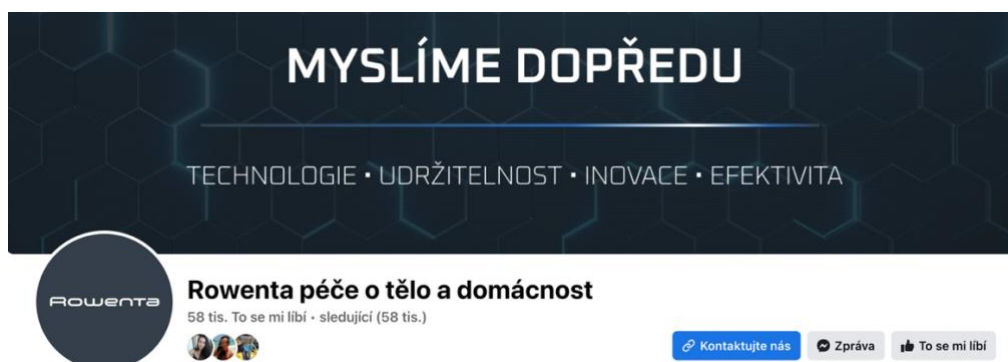 MYSLÍME DOPŘEDU
TECHNOLOGIE • UDRŽITELNOST • INOVACE • EFEKTIVITA
Rowenta
Rowenta péče o tělo a domácnost
58 tis. To se mi líbí • sledující (58 tis.)
Kontaktujte nás
Zpráva
To se mi líbí